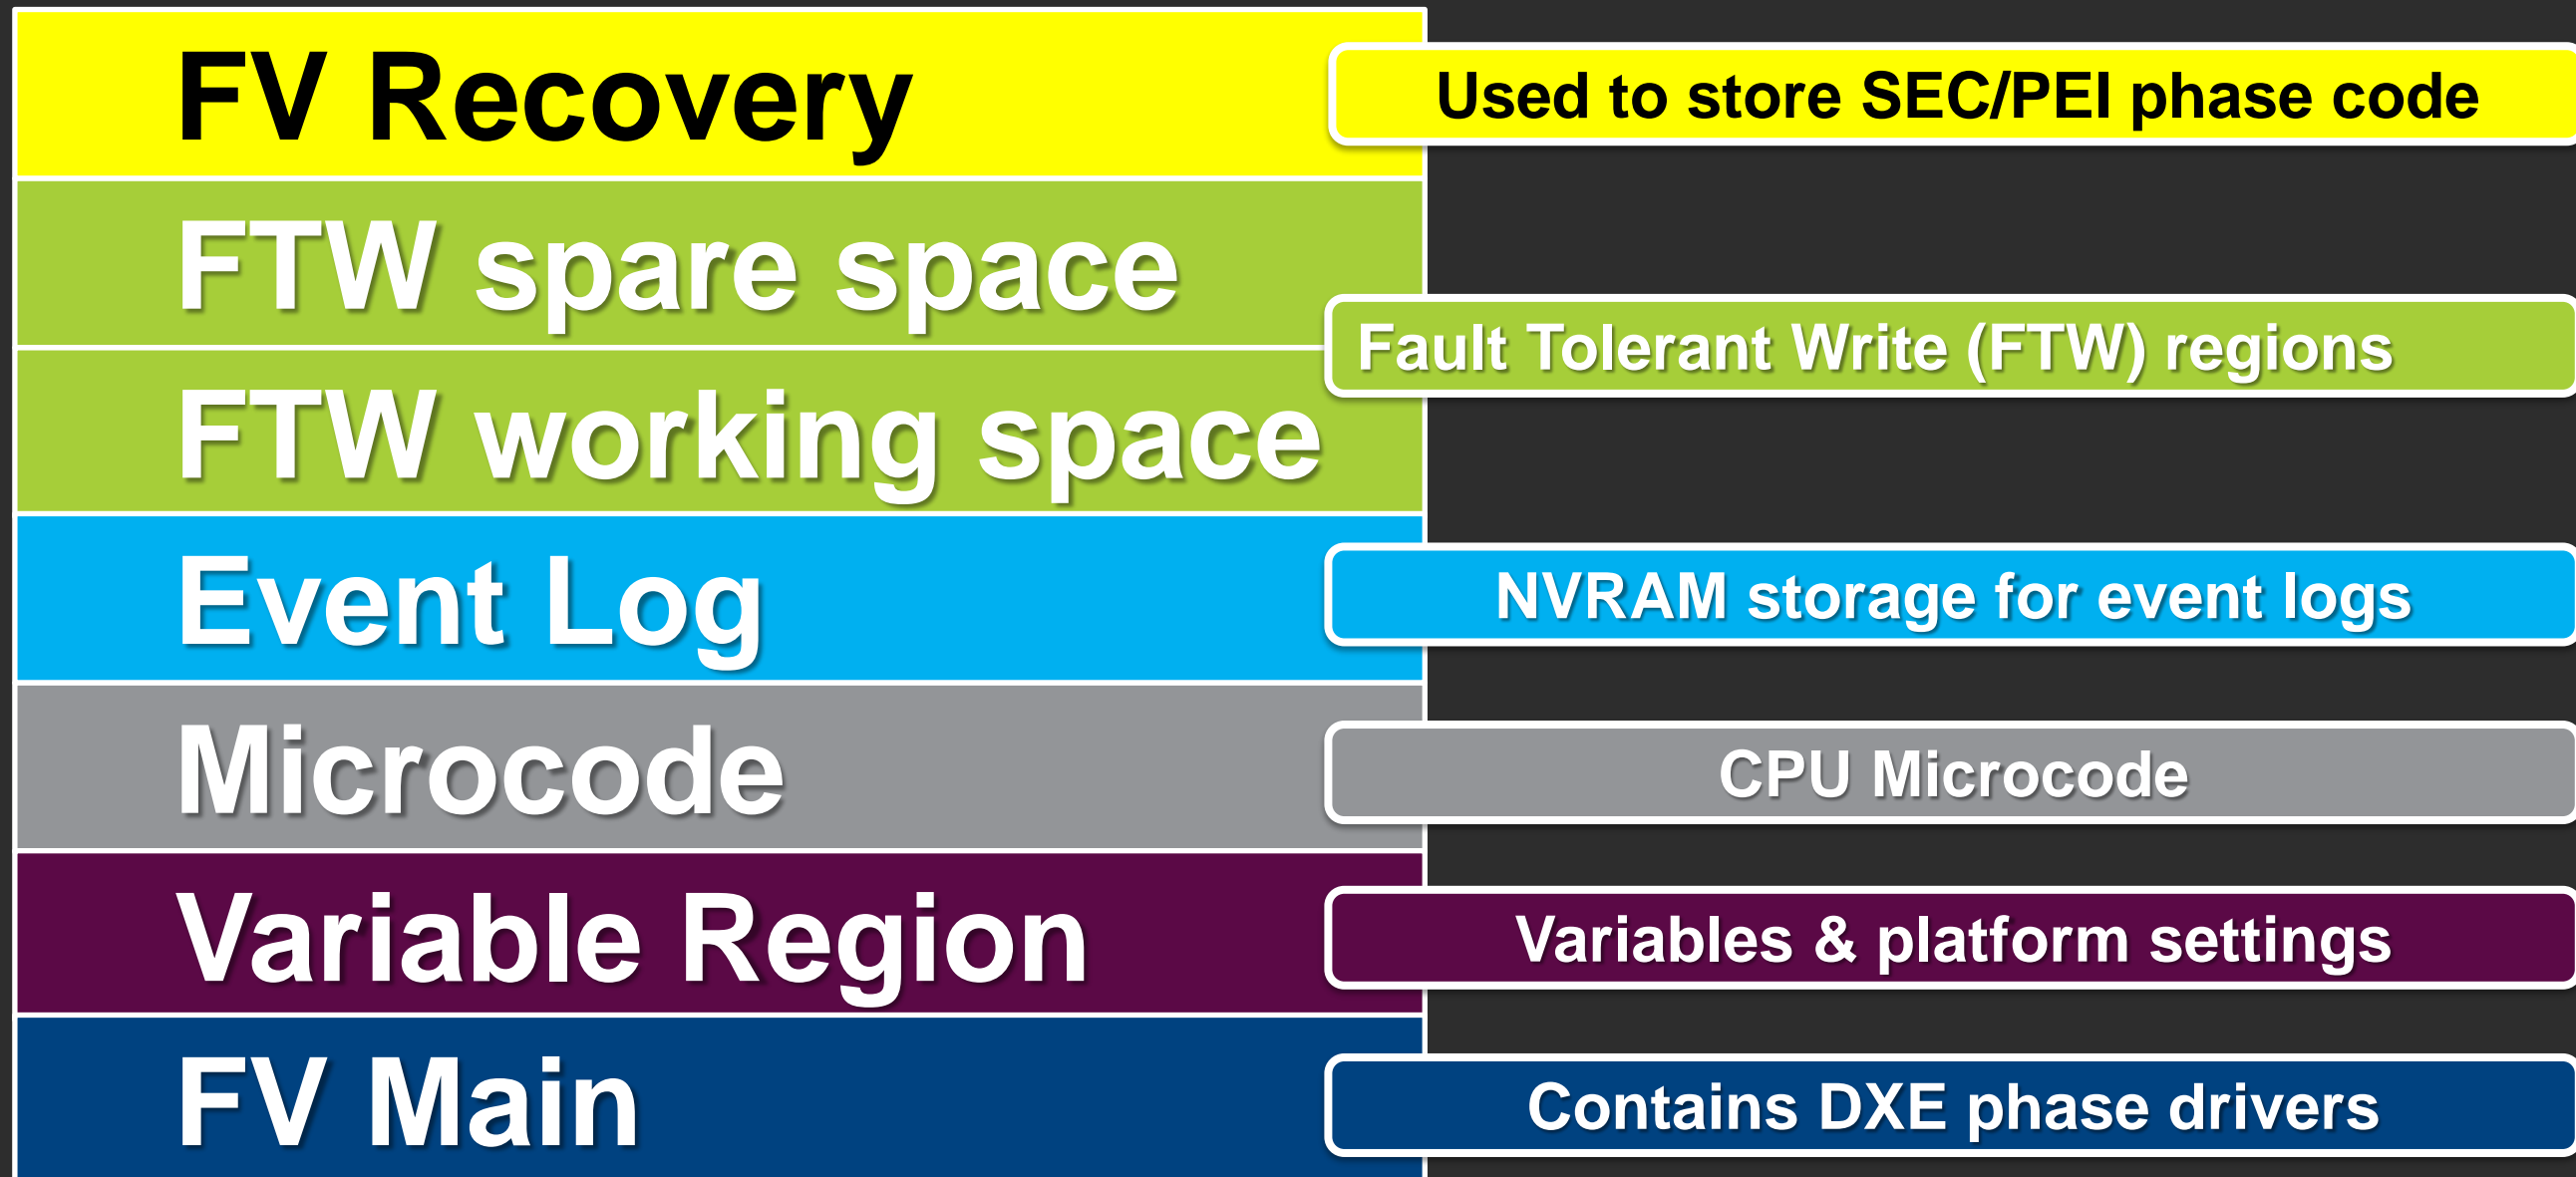 FV Recovery
Used to store SEC/PEI phase code
FTW spare space
Fault Tolerant Write (FTW) regions
FTW working space
Event Log
NVRAM storage for event logs
Microcode
CPU Microcode
Variable Region
Variables & platform settings
FV Main
Contains DXE phase drivers